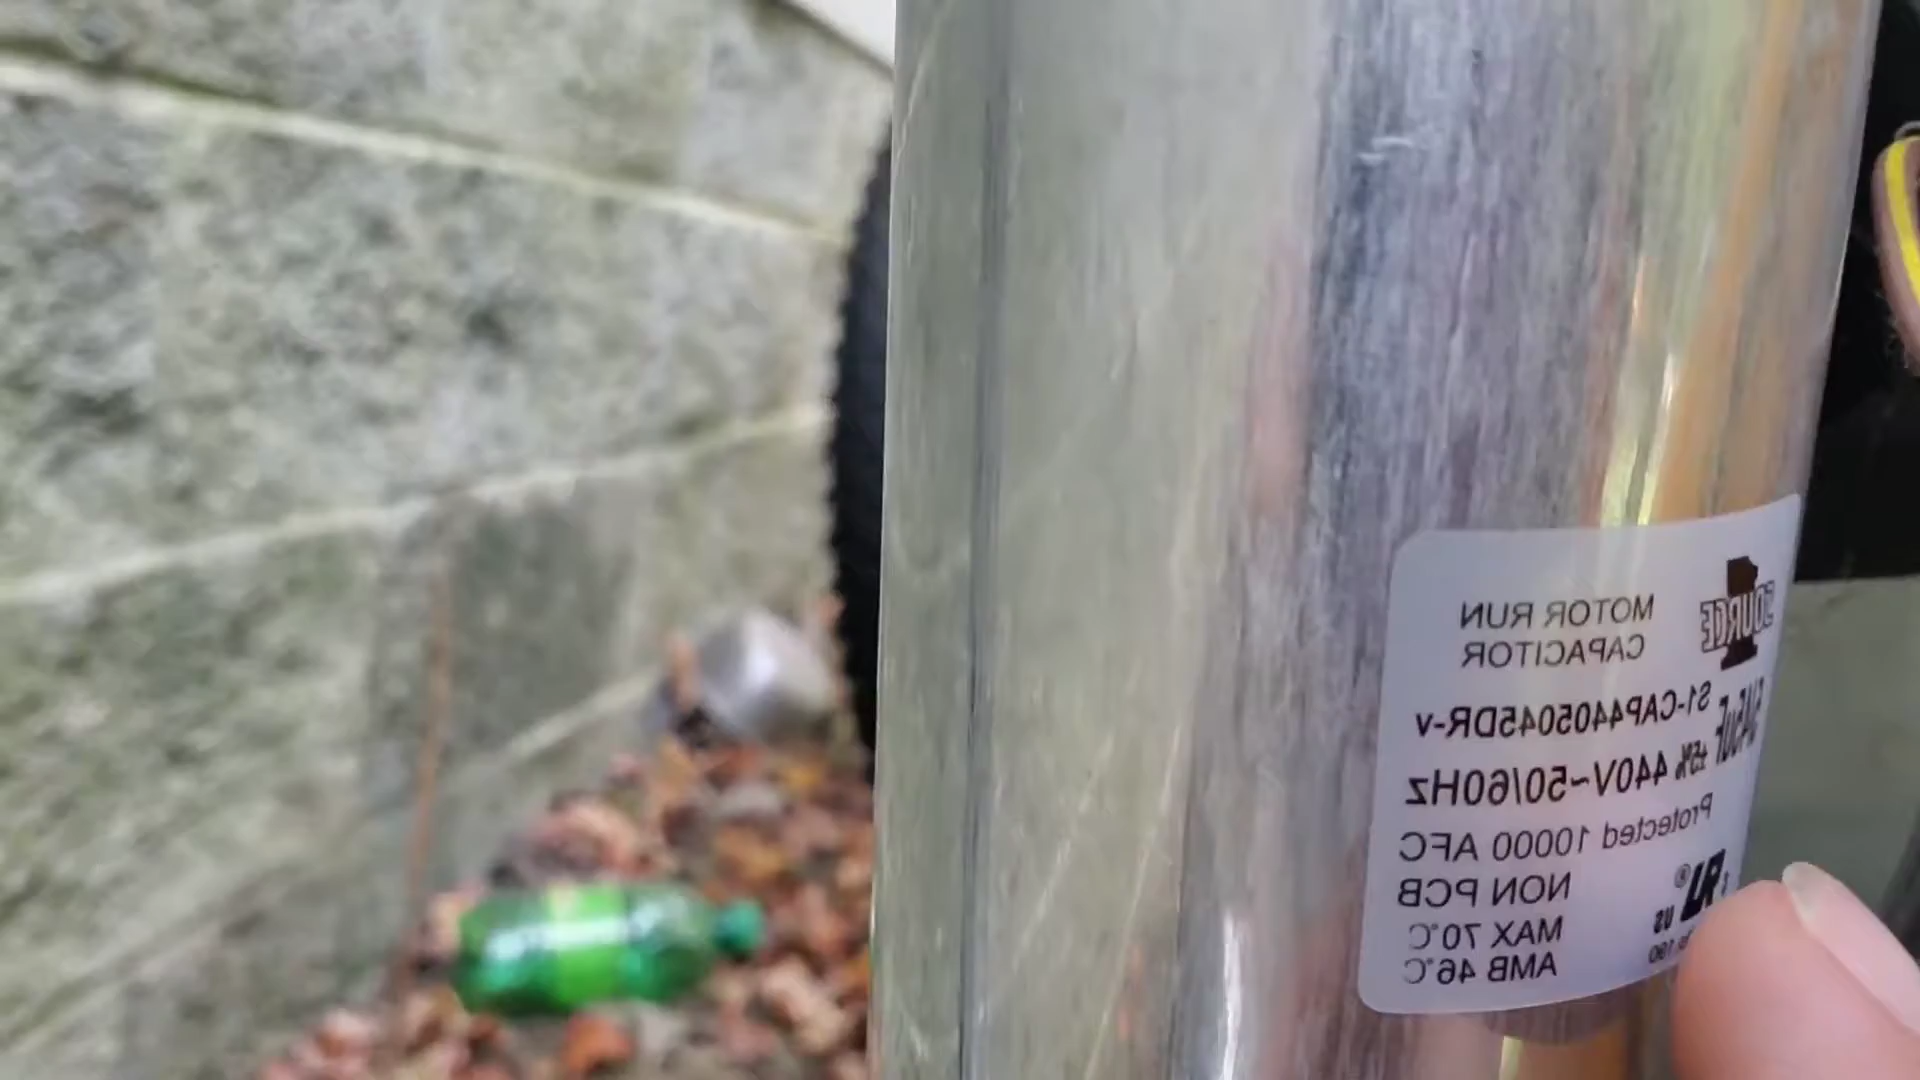 SOURCE 1
MOTOR RUN
CAPACITOR
S1-CAP4405045DR-v
±5% 440V~50/60Hz
Protected 10000 AFC
NON PCB
MAX 70°C
AMB 46°C
US